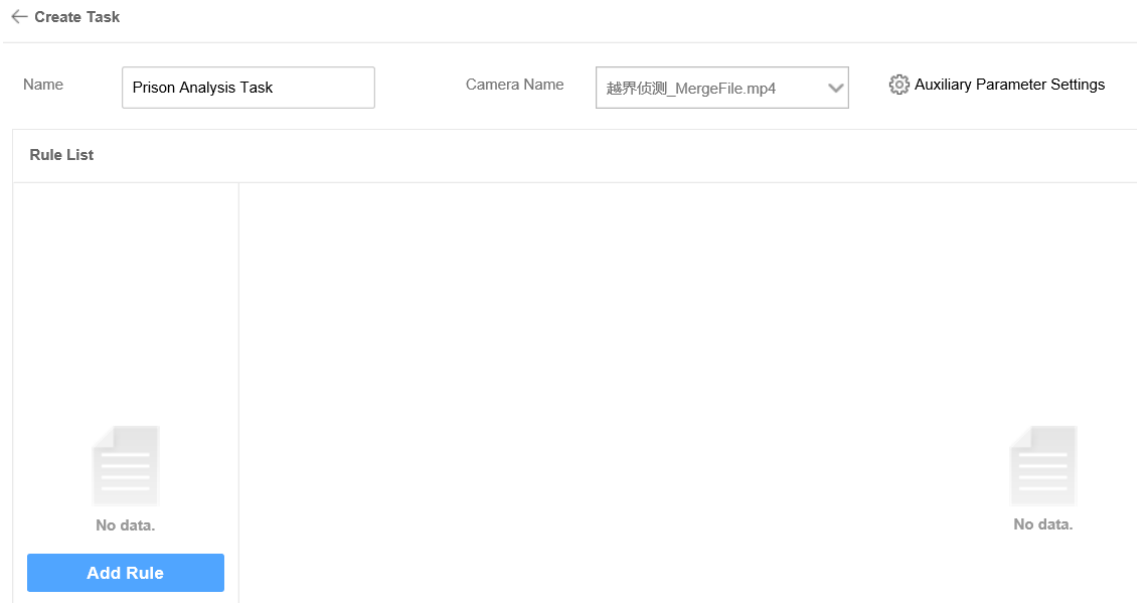 Create Task
Name Prison Analysis Task Camera Name 越界侦测_MergeFile.mp4 Auxiliary Parameter Settings
Rule List
No data. No data.
Add Rule